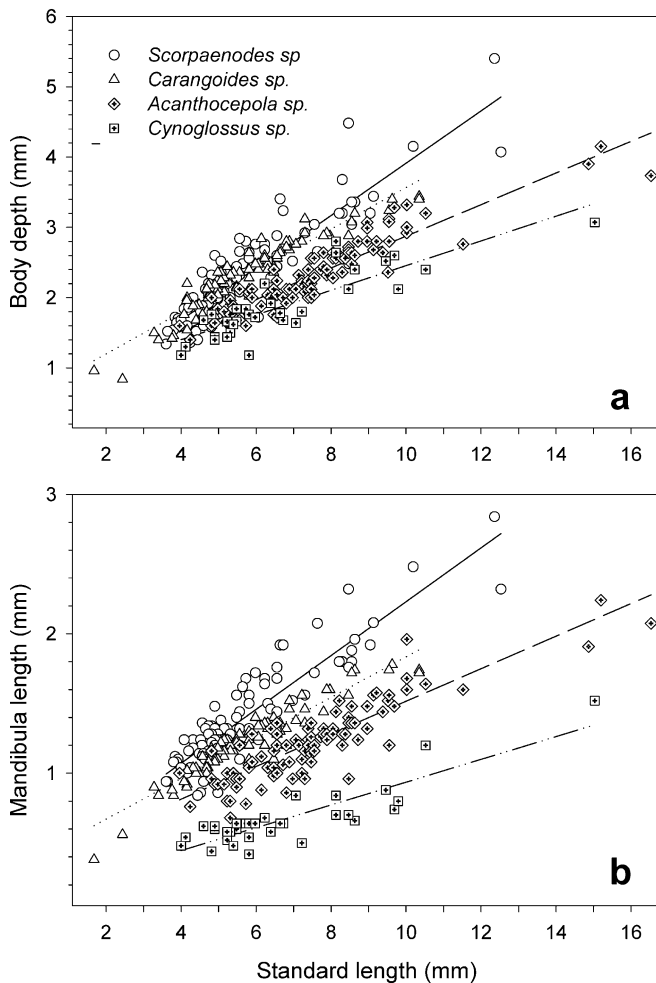 6
5
4
3
2
1
Body depth (mm)
Scorpaenodes sp
Carangoides sp.
Acanthocepola sp.
Cynoglossus sp.
a
2 4 6 8 10 12 14 16
3
2
1
Mandibula length (mm)
b
2 4 6 8 10 12 14 16
Standard length (mm)